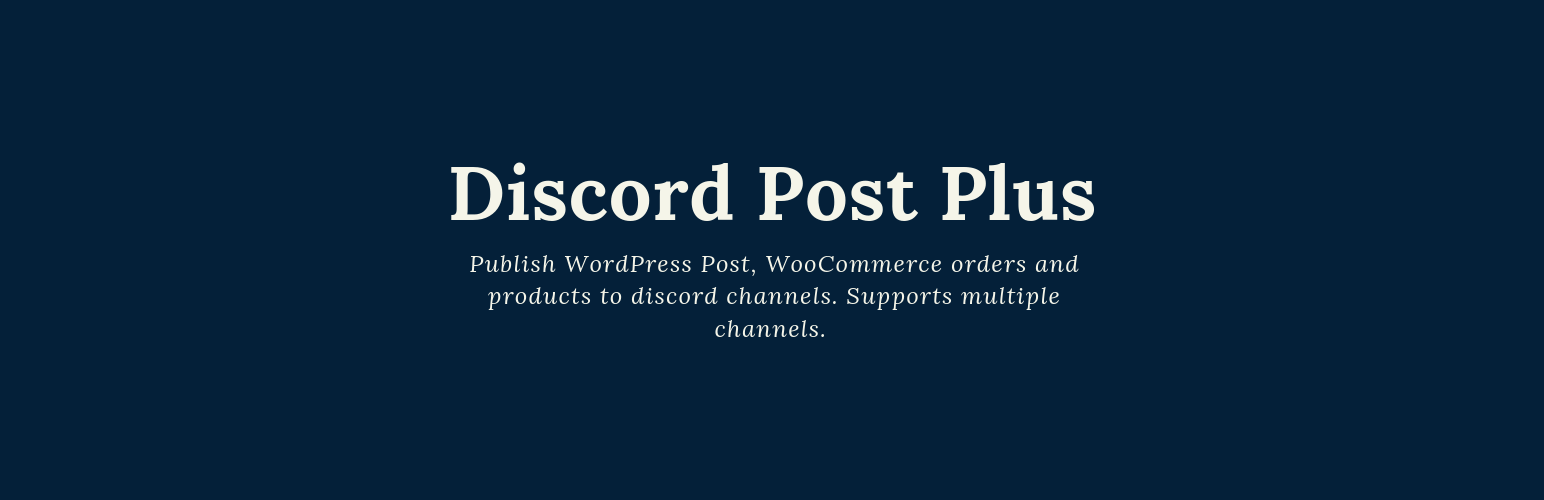 Discord Post Plus
Publish WordPress Post, WooCommerce orders and
products to discord channels. Supports multiple
channels.